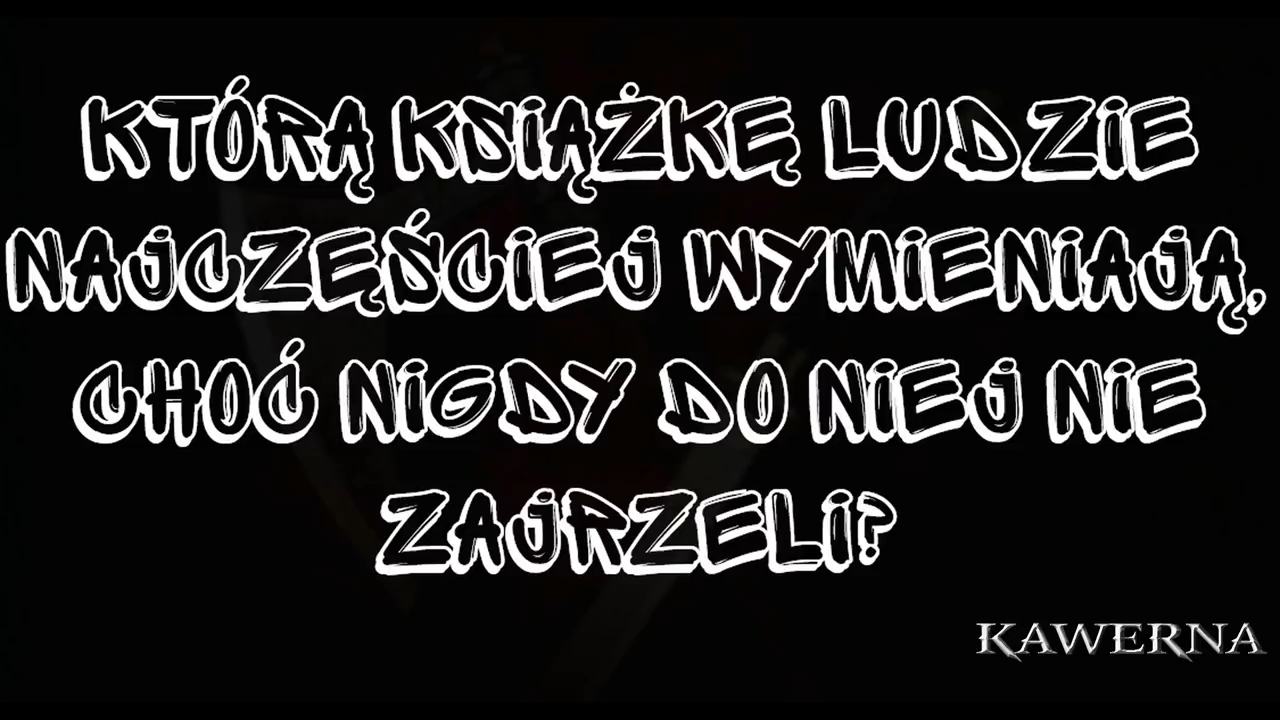 KTÓRĄ KSIĄŻKĘ LUDZIE
NAJCZĘŚCIEJ WYMIENIAJĄ,
CHOĆ NIGDY DO NIEJ NIE
ZAJRZELI?
KAWERNA